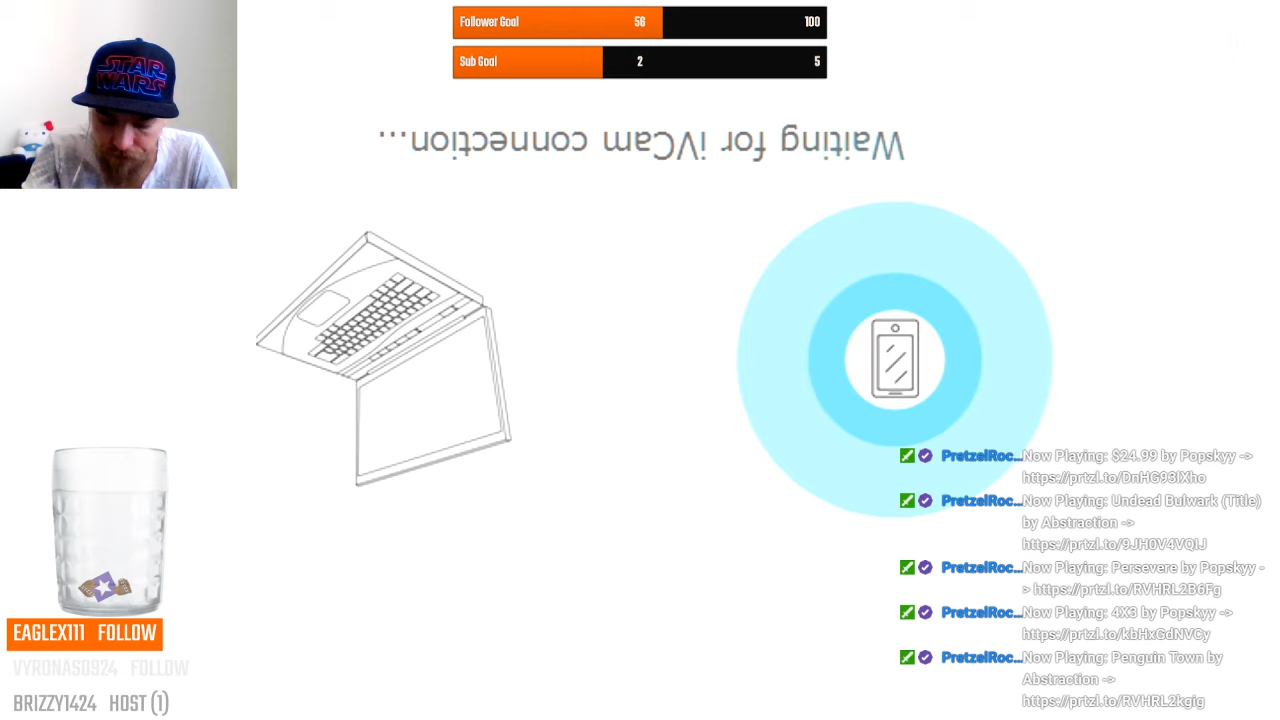 Follower Goal 56 100
Sub Goal 2 5
STAR
WARS
Waiting for iVCam connection...
PretzelRoc... Now Playing: $24.99 by Popskyy ->
https://prtzl.to/DnHG93lXho
PretzelRoc... Now Playing: Undead Bulwark (Title)
by Abstraction ->
https://prtzl.to/9JH0V4VQIJ
PretzelRoc... Now Playing: Persevere by Popskyy -
> https://prtzl.to/RVHRL2B6Fg
PretzelRoc... Now Playing: 4X3 by Popskyy ->
https://prtzl.to/kbHxGdNVCy
PretzelRoc... Now Playing: Penguin Town by
Abstraction ->
https://prtzl.to/RVHRL2kgig
EAGLEX111 FOLLOW
VYRONAS0924 FOLLOW
BRIZZY1424 HOST (1)